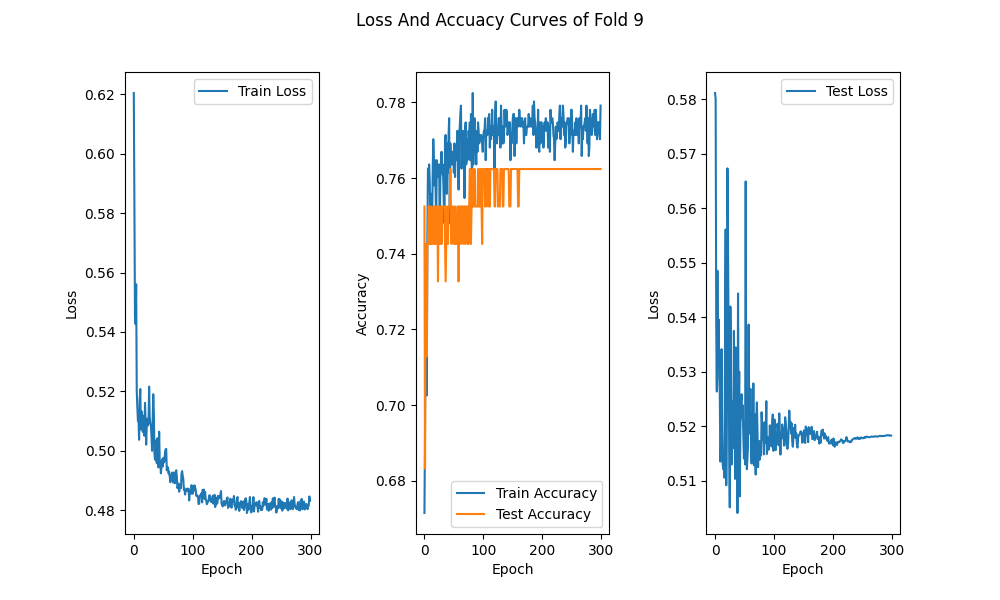 Loss And Accuacy Curves of Fold 9
Train Loss
0.62
0.60
0.58
0.56
0.54
0.52
0.50
0.48
Loss
0 100 200 300
Epoch
0.78
0.76
0.74
0.72
0.70
0.68
Accuracy
Train Accuracy
Test Accuracy
0 100 200 300
Epoch
Test Loss
0.58
0.57
0.56
0.55
0.54
0.53
0.52
0.51
Loss
0 100 200 300
Epoch